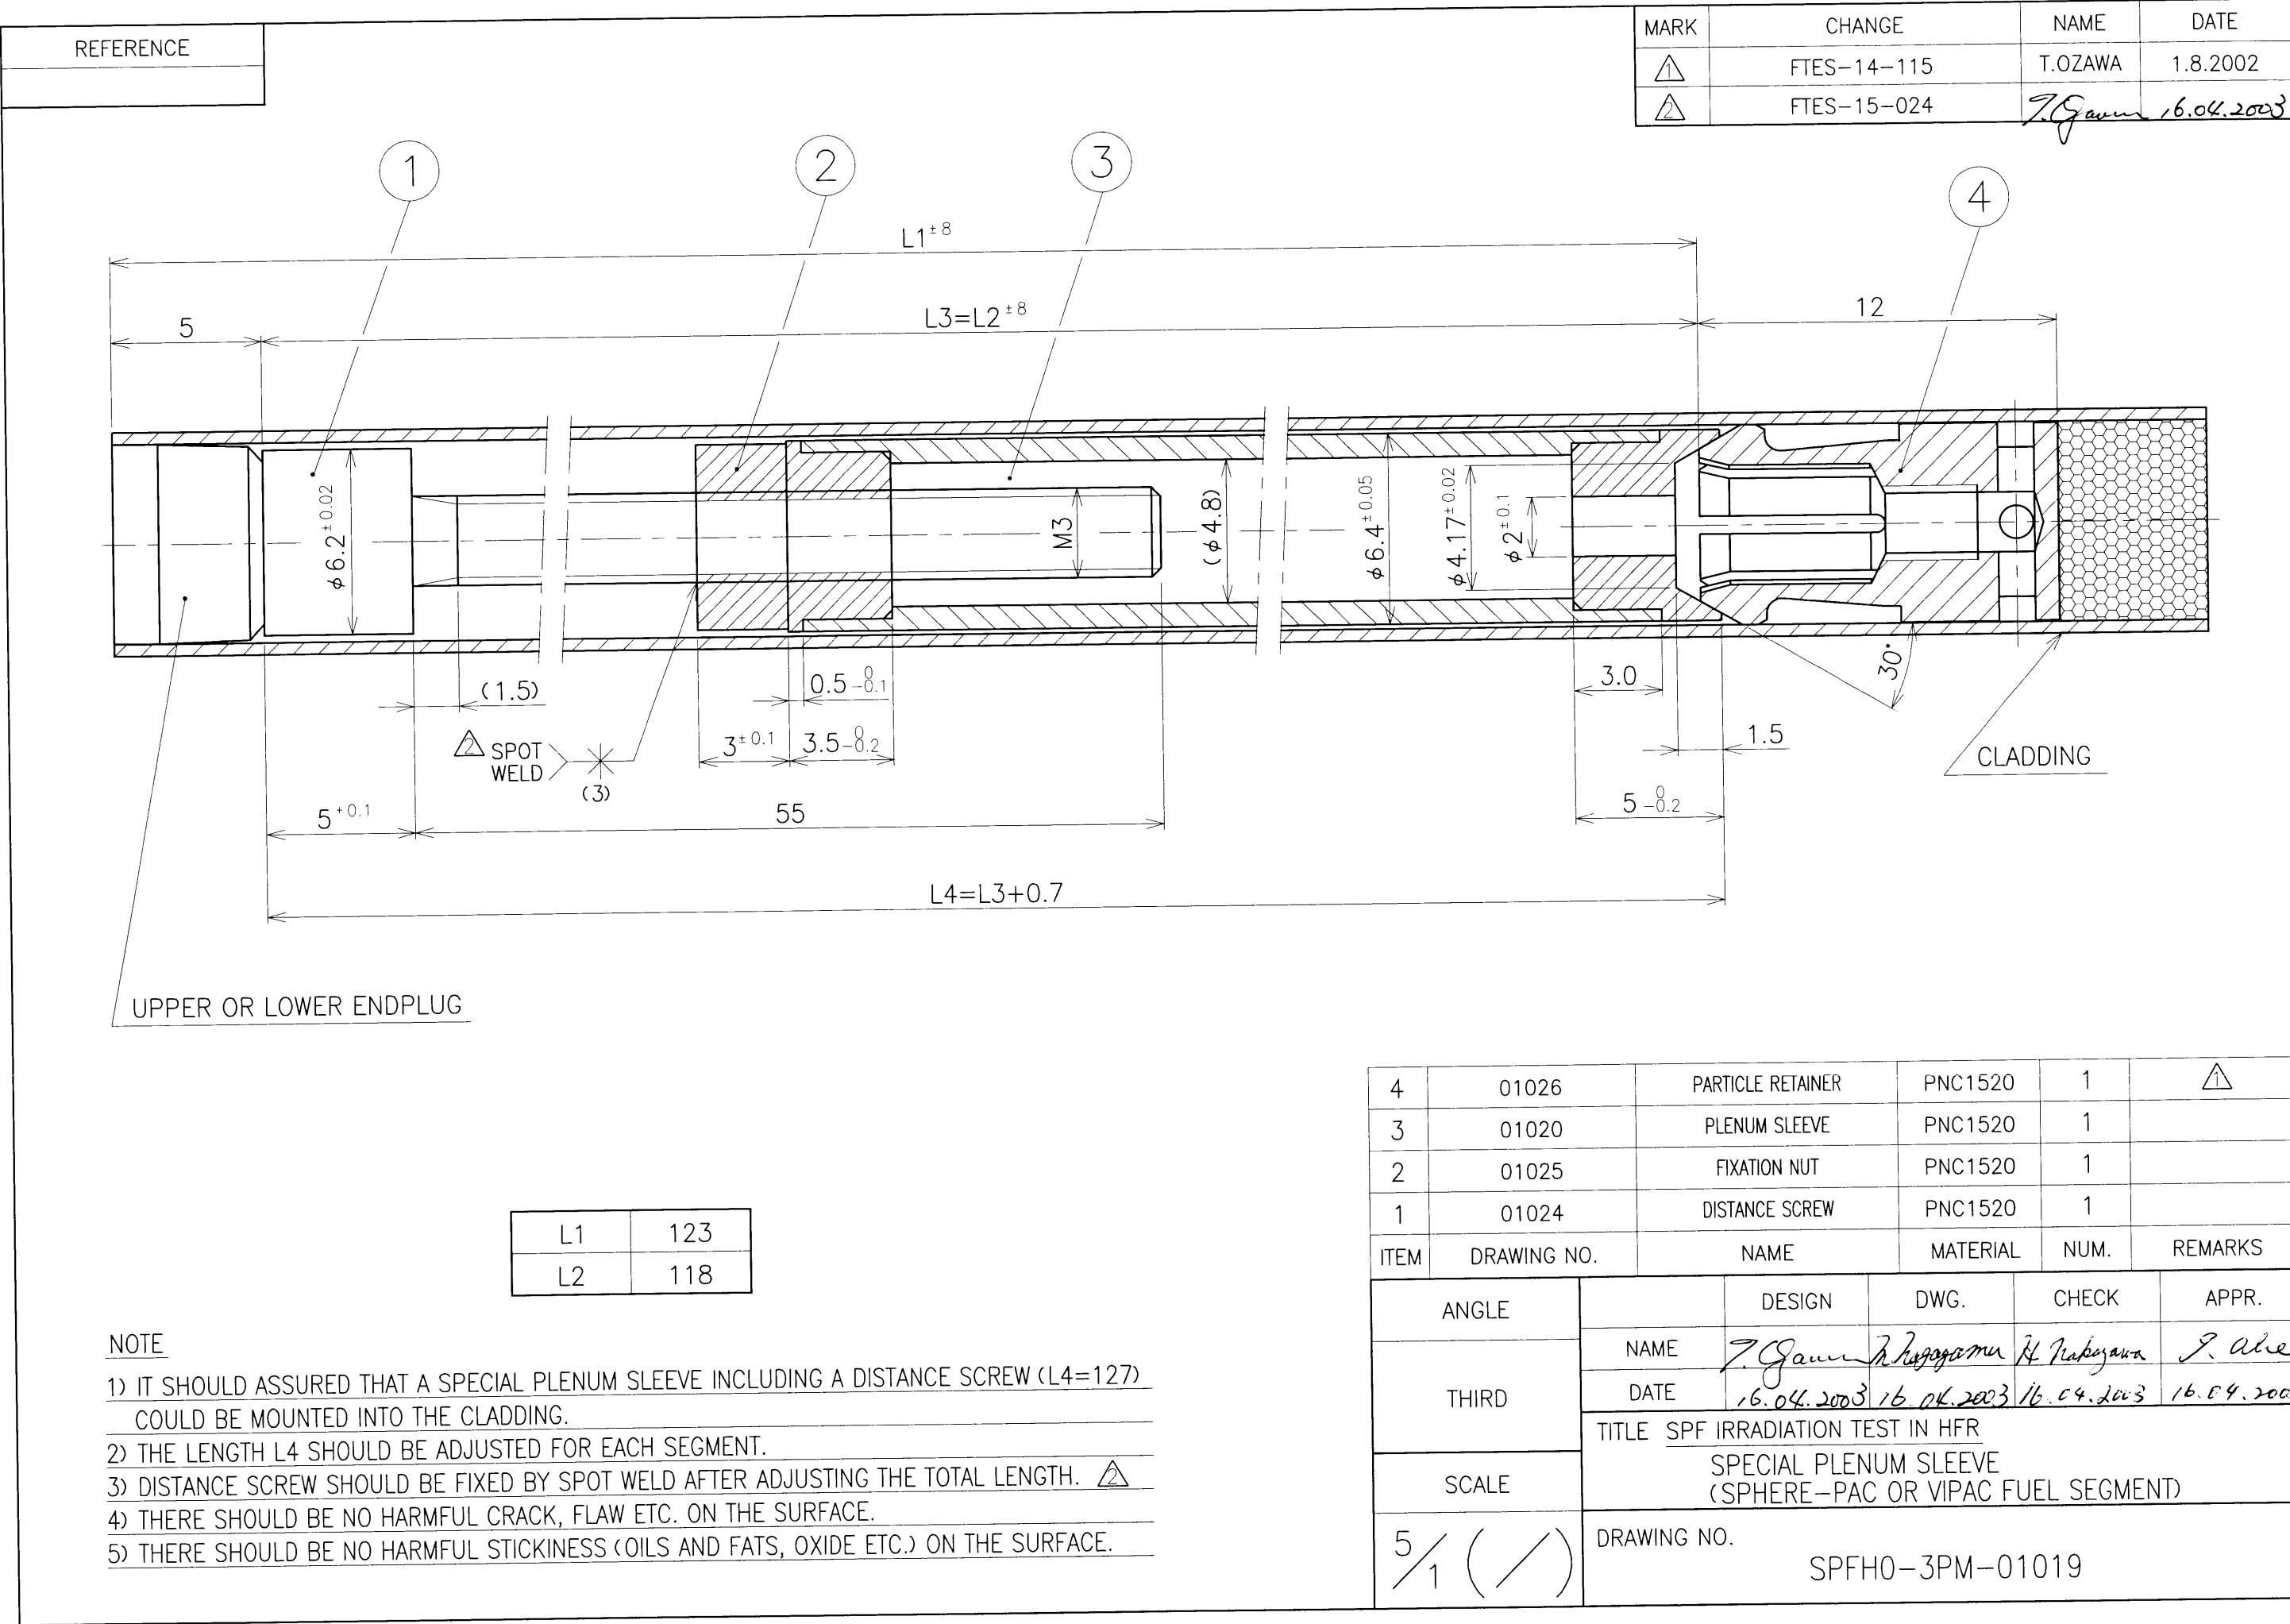 REFERENCE
MARK CHANGE NAME DATE
1 FTES-14-115 T.OZAWA 1.8.2002
2 FTES-15-024 16.04.2003
1
2
3
4
L1±8
L3=L2±8
5
12
φ6.2±0.02
M3
(φ4.8)
φ6.4±0.05
φ4.17±0.02
φ2±0.1
(1.5)
0.5 0 -0.1
3.0
30°
2 SPOT
WELD
(3)
3±0.1
3.5 0 -0.2
1.5
CLADDING
5+0.1
55
5 0 -0.2
L4=L3+0.7
UPPER OR LOWER ENDPLUG
4 01026 PARTICLE RETAINER PNC1520 1 1
3 01020 PLENUM SLEEVE PNC1520 1
2 01025 FIXATION NUT PNC1520 1
1 01024 DISTANCE SCREW PNC1520 1
ITEM DRAWING NO. NAME MATERIAL NUM. REMARKS
L1 123
L2 118
NOTE
1) IT SHOULD ASSURED THAT A SPECIAL PLENUM SLEEVE INCLUDING A DISTANCE SCREW (L4=127)
COULD BE MOUNTED INTO THE CLADDING.
2) THE LENGTH L4 SHOULD BE ADJUSTED FOR EACH SEGMENT.
3) DISTANCE SCREW SHOULD BE FIXED BY SPOT WELD AFTER ADJUSTING THE TOTAL LENGTH. 2
4) THERE SHOULD BE NO HARMFUL CRACK, FLAW ETC. ON THE SURFACE.
5) THERE SHOULD BE NO HARMFUL STICKINESS (OILS AND FATS, OXIDE ETC.) ON THE SURFACE.
ANGLE
THIRD
SCALE
5/1 ( / )
DESIGN DWG. CHECK APPR.
NAME H. Nakazawa
DATE 16.04.2003 16.04.2003 16.04.2003 16.04.200
TITLE SPF IRRADIATION TEST IN HFR
SPECIAL PLENUM SLEEVE
(SPHERE-PAC OR VIPAC FUEL SEGMENT)
DRAWING NO.
SPFH0-3PM-01019